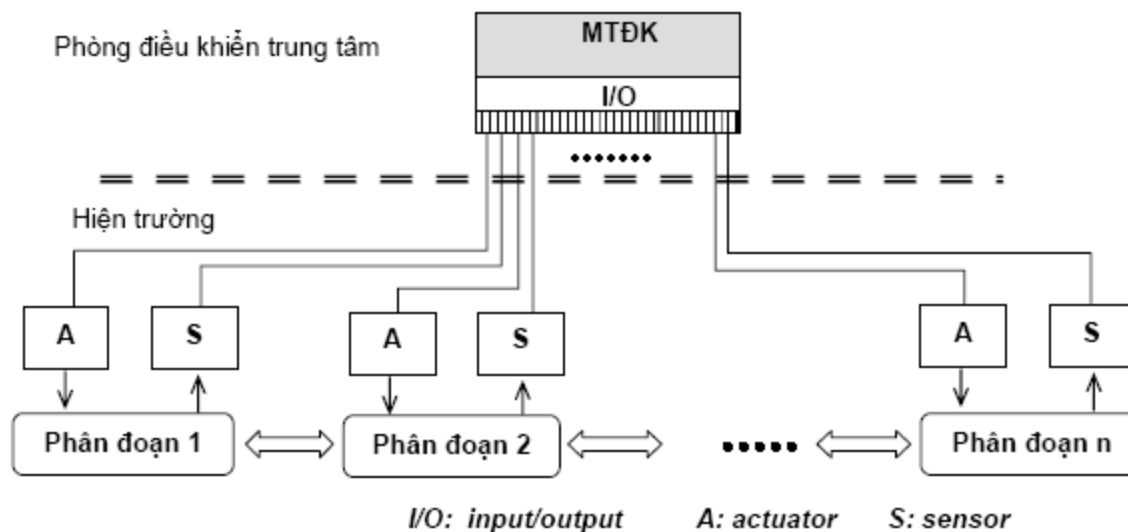 MTĐK
Phòng điều khiển trung tâm
I/O
Hiện trường
A S A S A S
Phân đoạn 1 Phân đoạn 2 Phân đoạn n
I/O: input/output A: actuator S: sensor